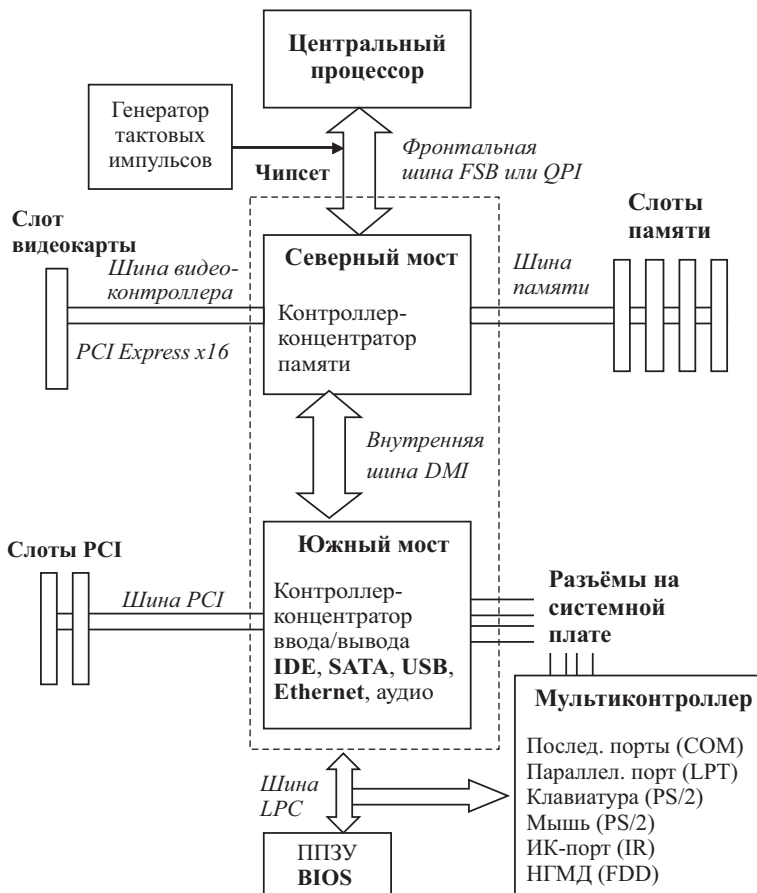 Центральный
процессор
Генератор
тактовых
импульсов
Чипсет
Фронтальная
шина FSB или QPI
Слот
видеокарты
Слоты
памяти
Шина видео-
контроллера
PCI Express x16
Северный мост
Контроллер-
концентратор
памяти
Шина
памяти
Внутренняя
шина DMI
Слоты PCI
Шина PCI
Южный мост
Контроллер-
концентратор
ввода/вывода
IDE, SATA, USB,
Ethernet, аудио
Разъёмы на
системной
плате
Мультиконтроллер
Послед. порты (COM)
Параллел. порт (LPT)
Клавиатура (PS/2)
Мышь (PS/2)
ИК-порт (IR)
НГМД (FDD)
Шина
LPC
ППЗУ
BIOS